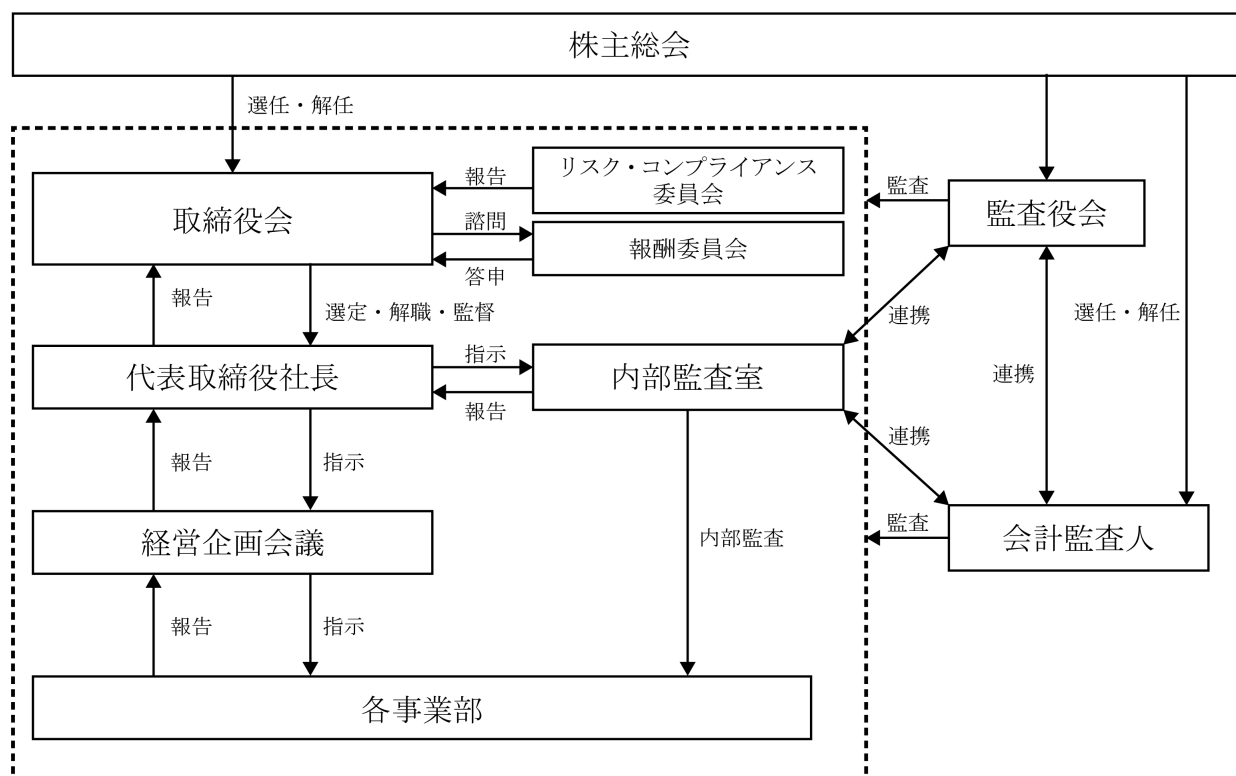 株主総会
選任・解任
リスク・コンプライアンス
委員会
報告
監査
監査役会
取締役会
諮問
報酬委員会
答申
報告
選定・解職・監督
連携
選任・解任
代表取締役社長
指示
内部監査室
連携
報告
連携
報告
指示
経営企画会議
内部監査
監査
会計監査人
報告
指示
各事業部